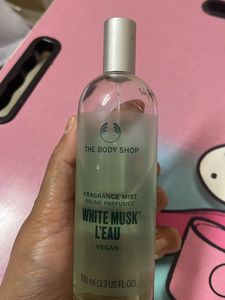 THE BODY SHOP
FRAGRANCE MIST
BRUME PARFUMÉE
WHITE MUSK®
L'EAU
VEGAN
100 ml (3.3 US FL OZ)